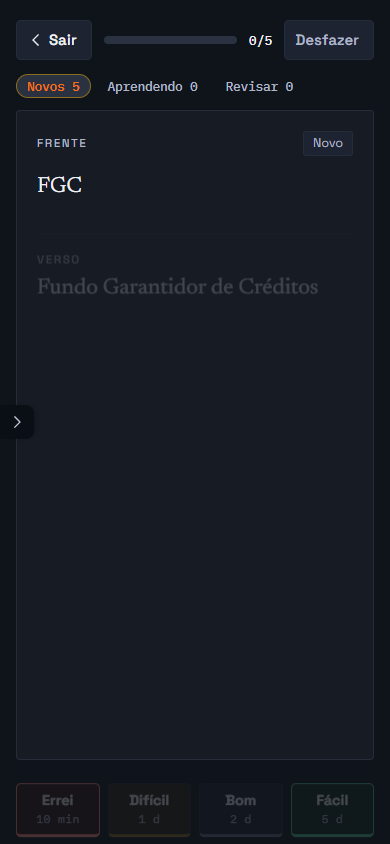 Sair
0/5
Desfazer
Novos 5
Aprendendo 0
Revisar 0
FRENTE
Novo
FGC
VERSO
Fundo Garantidor de Créditos
Errei
10 min
Difícil
1 d
Bom
2 d
Fácil
5 d